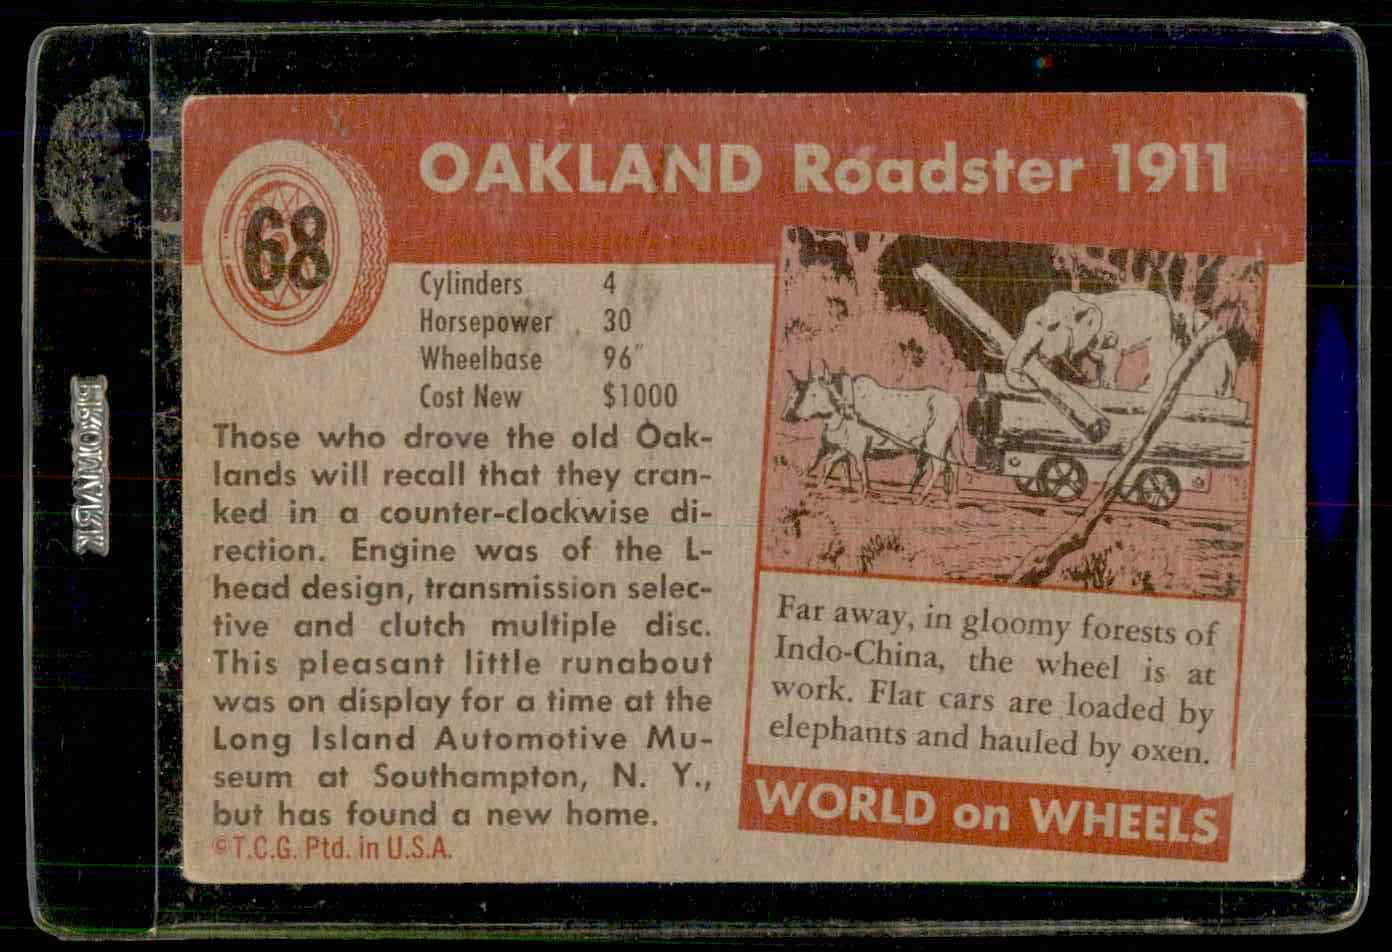 68
OAKLAND Roadster 1911
Cylinders 4
Horsepower 30
Wheelbase 96"
Cost New $1000
Those who drove the old Oak-
lands will recall that they cran-
ked in a counter-clockwise di-
rection. Engine was of the L-
head design, transmission selec-
tive and clutch multiple disc.
This pleasant little runabout
was on display for a time at the
Long Island Automotive Mu-
seum at Southampton, N. Y.,
but has found a new home.
©T.C.G. Ptd. in U.S.A.
Far away, in gloomy forests of
Indo-China, the wheel is at
work. Flat cars are loaded by
elephants and hauled by oxen.
WORLD on WHEELS